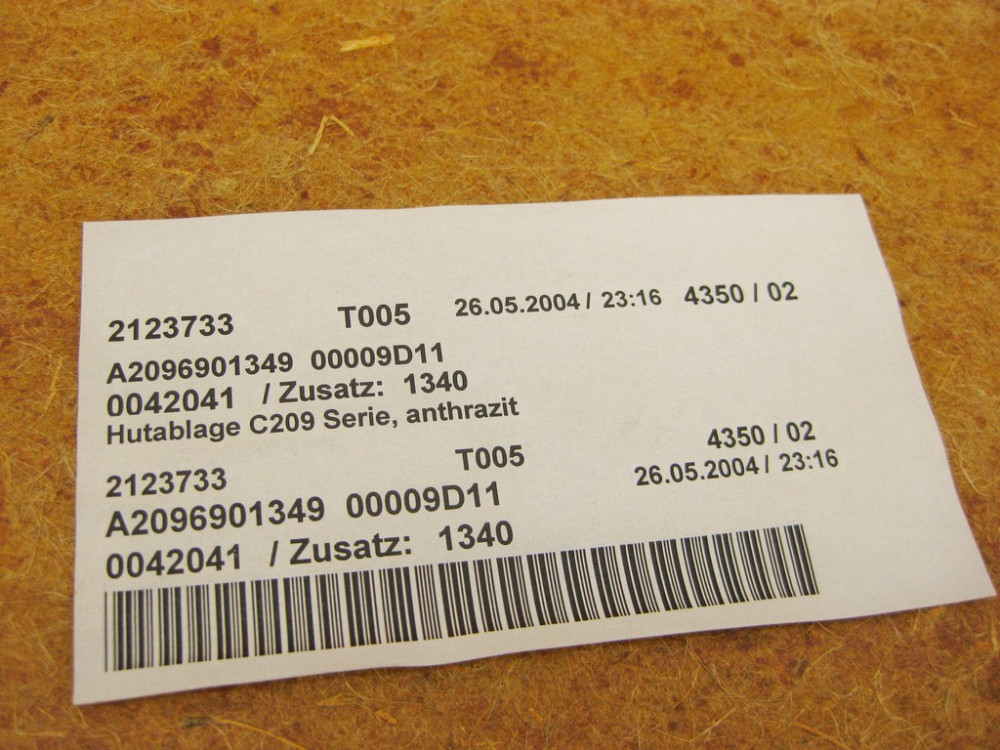 2123733 T005 26.05.2004 / 23:16 4350 / 02
A2096901349 00009D11
0042041 / Zusatz: 1340
Hutablage C209 Serie, anthrazit
2123733 T005 4350 / 02
26.05.2004 / 23:16
A2096901349 00009D11
0042041 / Zusatz: 1340